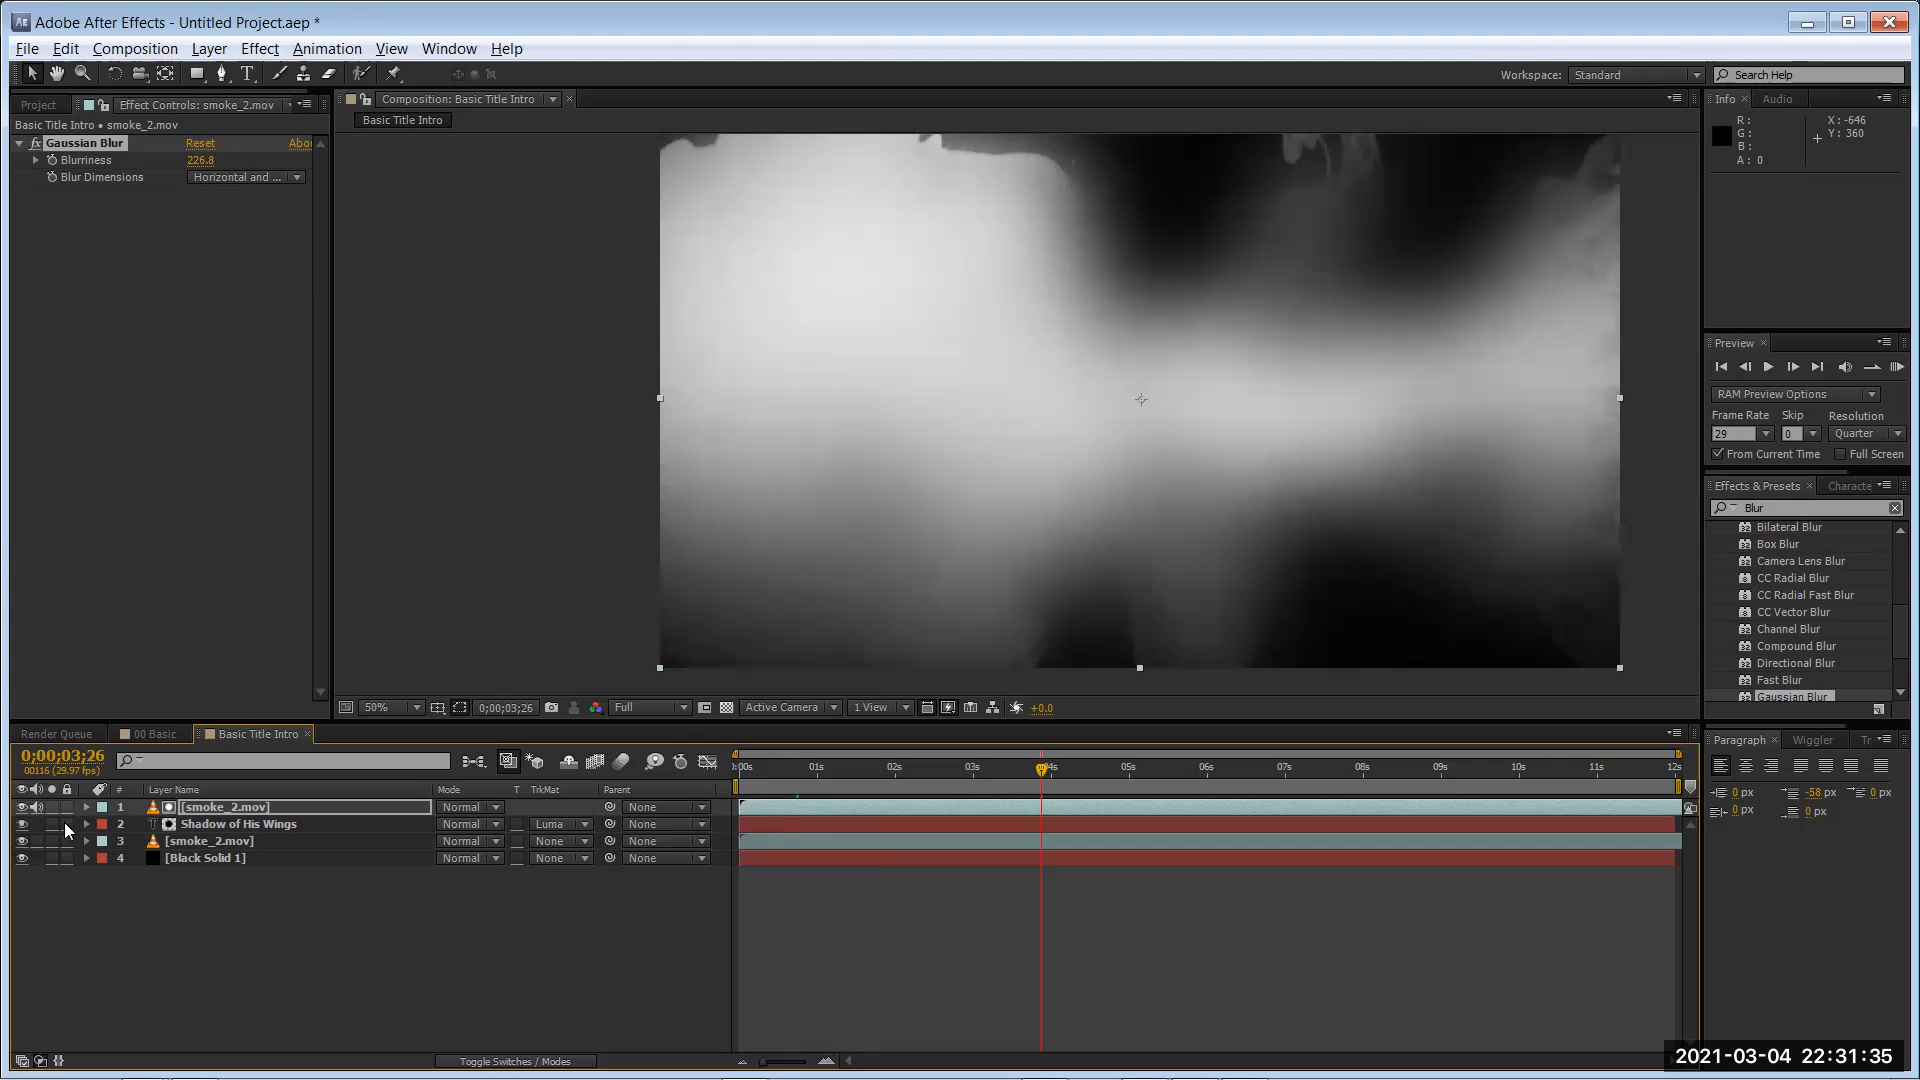 Adobe After Effects - Untitled Project.aep *
File Edit Composition Layer Effect Animation View Window Help
Workspace: Standard Search Help
Project Effect Controls: smoke_2.mov
Composition: Basic Title Intro
Info Audio
Basic Title Intro • smoke_2.mov
Basic Title Intro
fx Gaussian Blur Reset Abou
Blurriness 226.8
Blur Dimensions Horizontal and ...
R: X: -646
G: Y: 360
B:
A: 0
Preview
RAM Preview Options
Frame Rate Skip Resolution
29 0 Quarter
From Current Time Full Screen
Effects & Presets Characte
Blur
Bilateral Blur
Box Blur
Camera Lens Blur
CC Radial Blur
CC Radial Fast Blur
CC Vector Blur
Channel Blur
Compound Blur
Directional Blur
Fast Blur
Gaussian Blur
50% 0;00;03;26 Full Active Camera 1 View +0.0
Render Queue 00 Basic Basic Title Intro
Paragraph Wiggler Tr
0 px -58 px 0 px
0 px 0 px
0;00;03;26
00116 (29.97 fps)
:00s 01s 02s 03s 04s 05s 06s 07s 08s 09s 10s 11s 12s
# Layer Name Mode T TrkMat Parent
1 [smoke_2.mov] Normal None
2 T Shadow of His Wings Normal Luma None
3 [smoke_2.mov] Normal None None
4 [Black Solid 1] Normal None None
Toggle Switches / Modes
2021-03-04 22:31:35